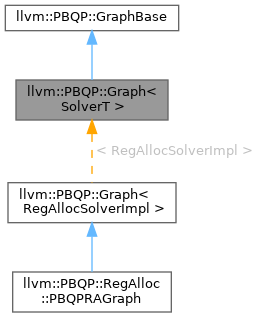 llvm::PBQP::GraphBase
llvm::PBQP::Graph<
SolverT >
< RegAllocSolverImpl >
llvm::PBQP::Graph<
RegAllocSolverImpl >
llvm::PBQP::RegAlloc
::PBQPRAGraph